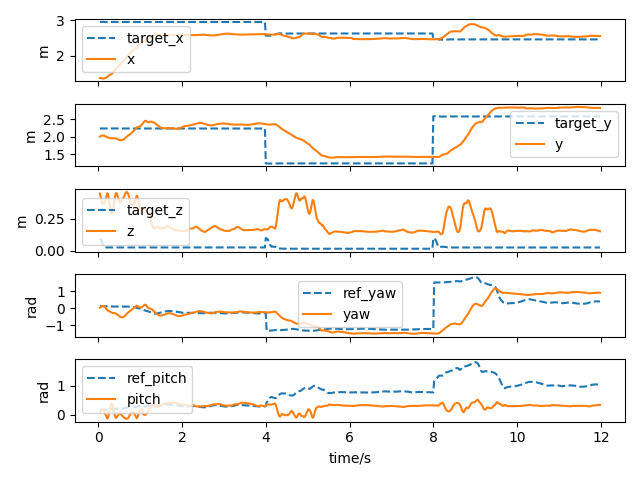 3
2
m
target_x
x
2.5
2.0
1.5
m
target_y
y
0.25
0.00
m
target_z
z
1
0
−1
rad
ref_yaw
yaw
1
0
rad
ref_pitch
pitch
0 2 4 6 8 10 12
time/s